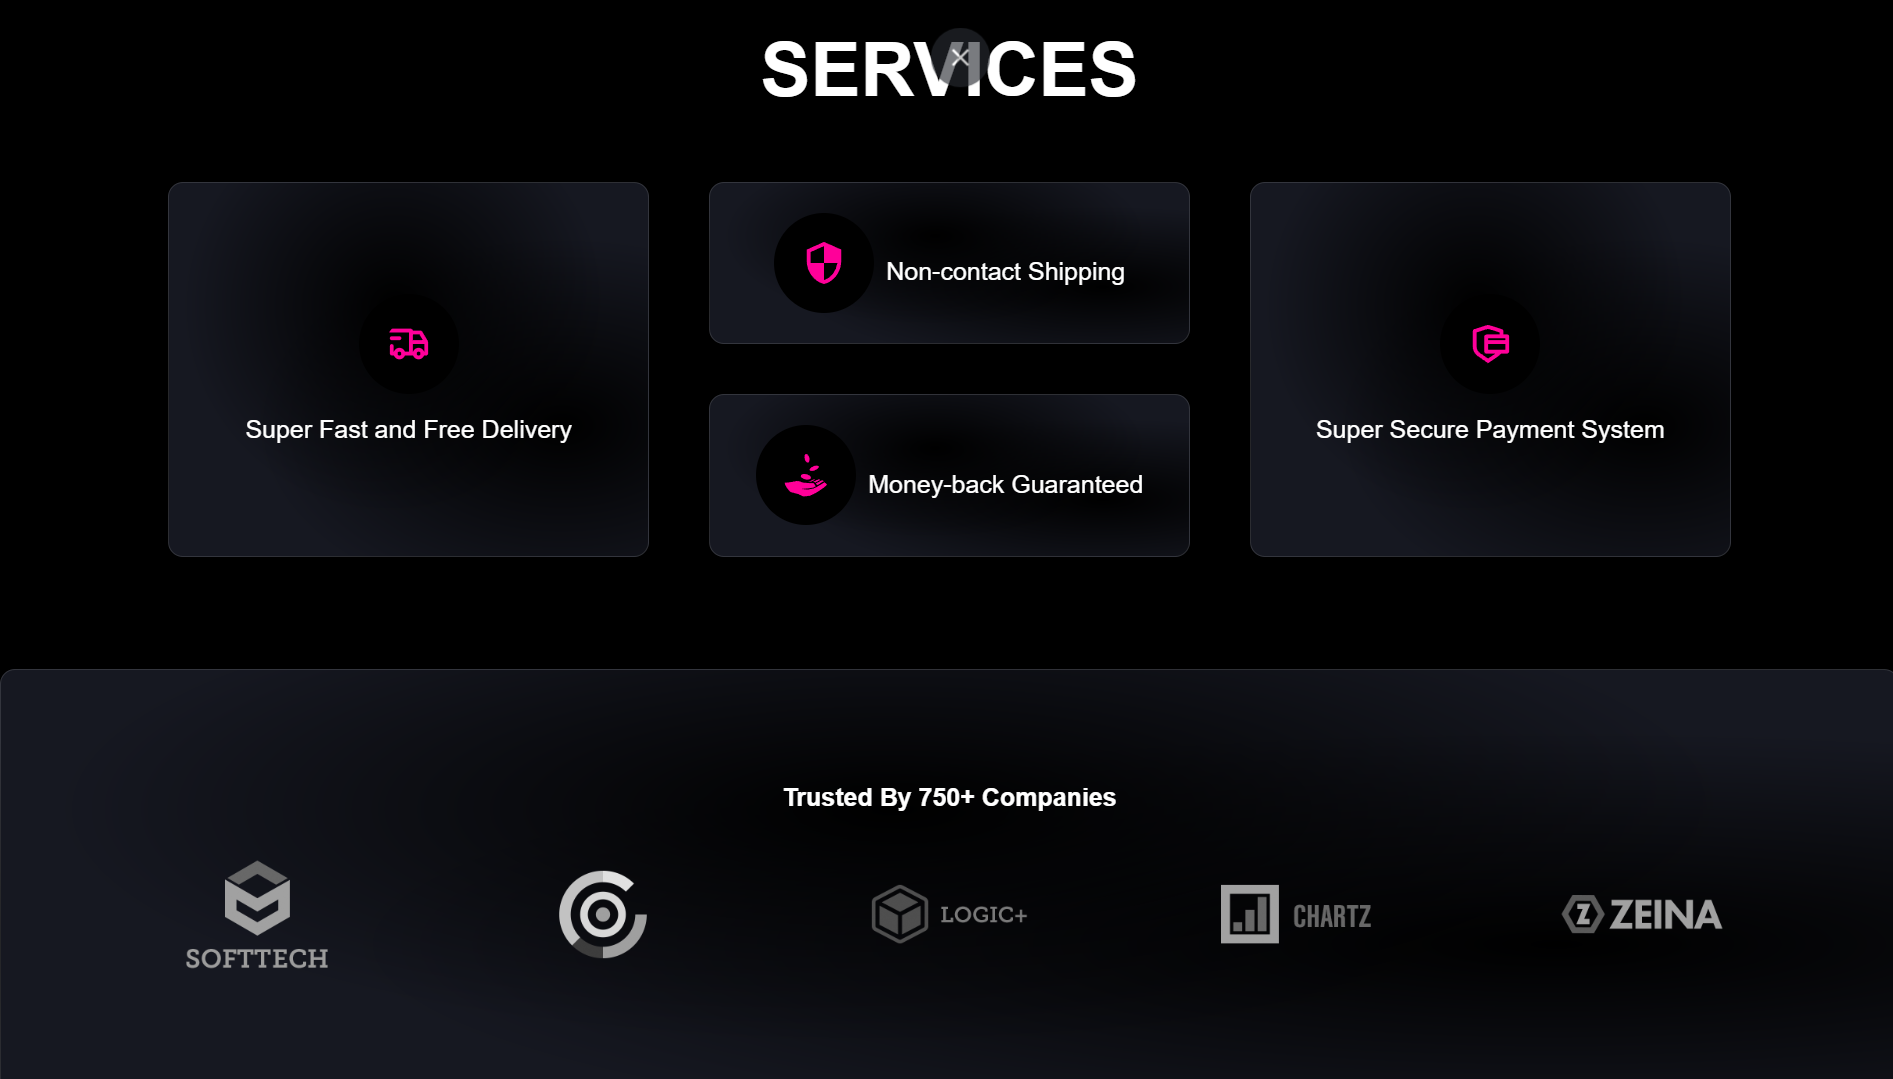 SERVICES
Super Fast and Free Delivery
Non-contact Shipping
Money-back Guaranteed
Super Secure Payment System
Trusted By 750+ Companies
SOFTTECH
LOGIC+
CHARTZ
Z ZEINA